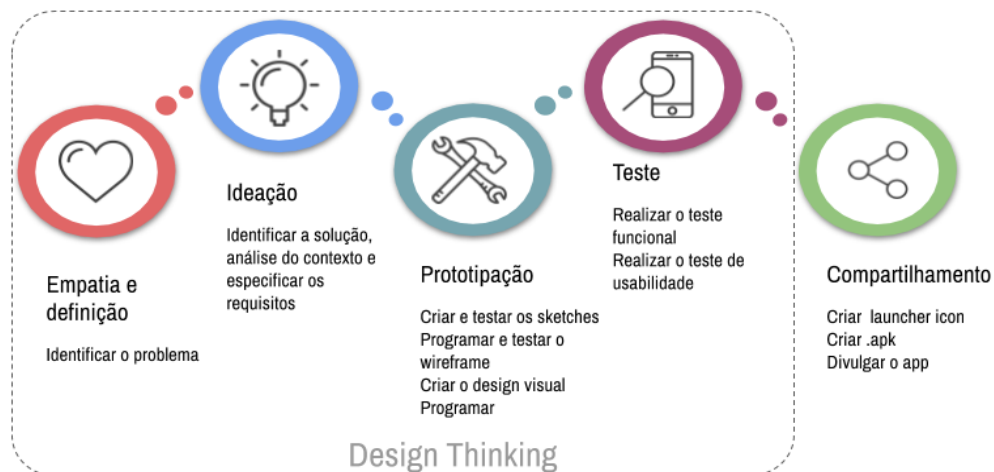 Empatia e
definição
Identificar o problema
Ideação
Identificar a solução,
análise do contexto e
especificar os
requisitos
Prototipação
Criar e testar os sketches
Programar e testar o
wireframe
Criar o design visual
Programar
Teste
Realizar o teste
funcional
Realizar o teste de
usabilidade
Compartilhamento
Criar launcher icon
Criar .apk
Divulgar o app
Design Thinking